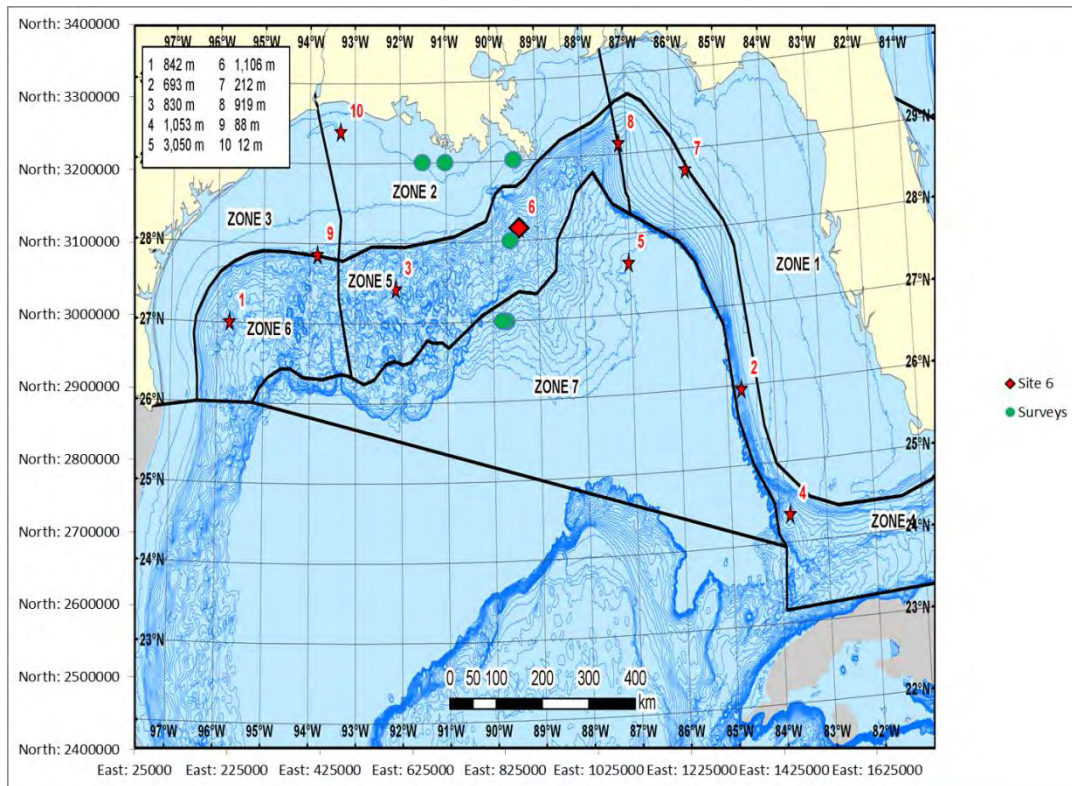 North: 3400000
97°W 96°W 95°W 94°W 93°W 92°W 91°W 90°W 89°W 88°W 87°W 86°W 85°W 84°W 83°W 82°W 81°W
1 842 m 6 1,106 m
2 693 m 7 212 m
3 830 m 8 919 m
4 1,053 m 9 88 m
5 3,050 m 10 12 m
North: 3300000
29°N
10
8
7
North: 3200000
ZONE 2
28°N
ZONE 3
6
North: 3100000
28°N
9
5
ZONE 1
27°N
3
ZONE 5
1
North: 3000000
27°N
ZONE 6
26°N
2
ZONE 7
North: 2900000
26°N
Site 6
Surveys
25°N
North: 2800000
25°N
4
ZONE 4
24°N
North: 2700000
24°N
North: 2600000
23°N
23°N
0 50 100 200 300 400
km
22°N
North: 2500000
97°W 96°W 95°W 94°W 93°W 92°W 91°W 90°W 89°W 88°W 87°W 86°W 85°W 84°W 83°W 82°W
North: 2400000
East: 25000 East: 225000 East: 425000 East: 625000 East: 825000 East: 1025000 East: 1225000 East: 1425000 East: 1625000